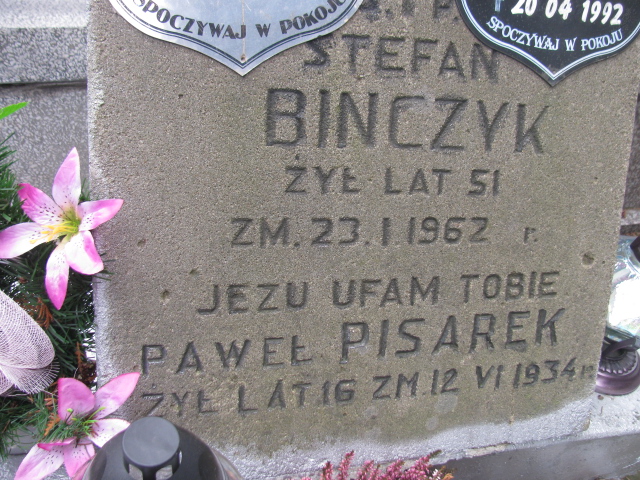 SPOCZYWAJ W POKOJU
† 20 04 1992
SPOCZYWAJ W POKOJU
STEFAN
BINCZYK
ŻYŁ LAT 51
ZM. 23.I.1962 r.
JEZU UFAM TOBIE
PAWEŁ PISAREK
ŻYŁ LAT 16 ZM. 12 VI 1934 r.